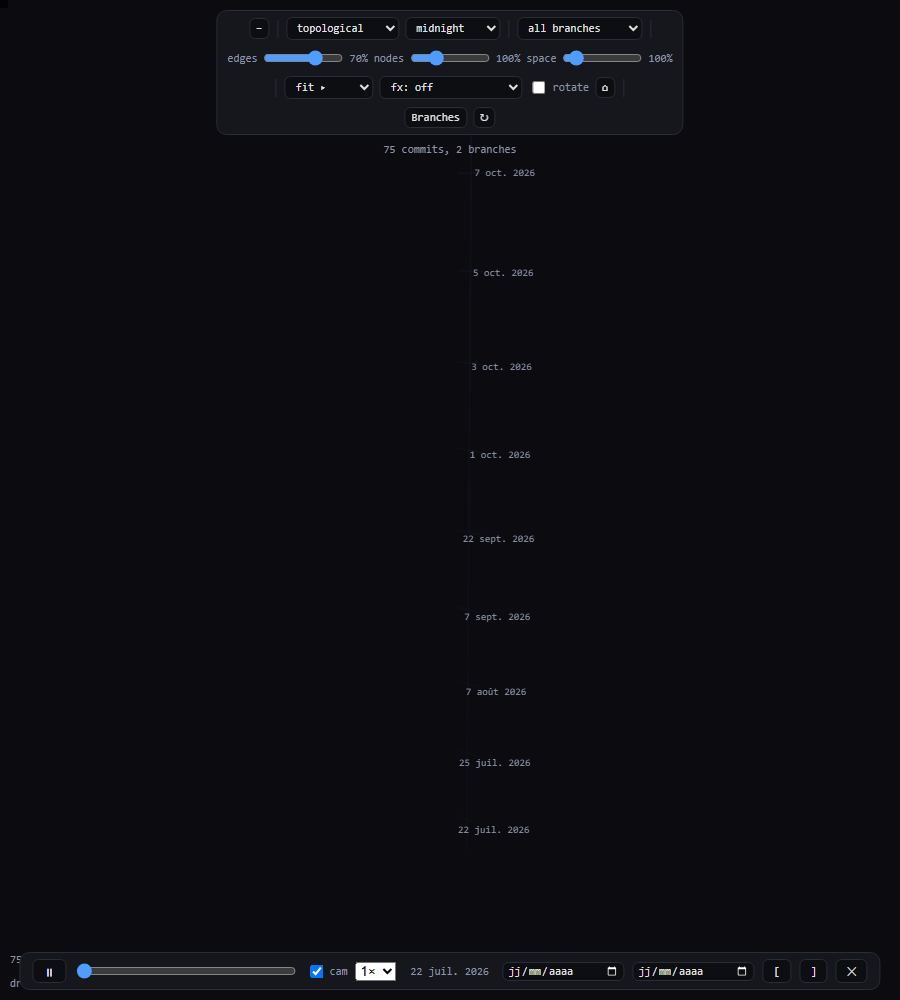 − topological midnight all branches
edges 70% nodes 100% space 100%
fit ▸ fx: off rotate ⌂
Branches ↻
75 commits, 2 branches
7 oct. 2026
5 oct. 2026
3 oct. 2026
1 oct. 2026
22 sept. 2026
7 sept. 2026
7 août 2026
25 juil. 2026
22 juil. 2026
75
dr
⏸ cam 1× 22 juil. 2026 jj/mm/aaaa jj/mm/aaaa [ ] ✕